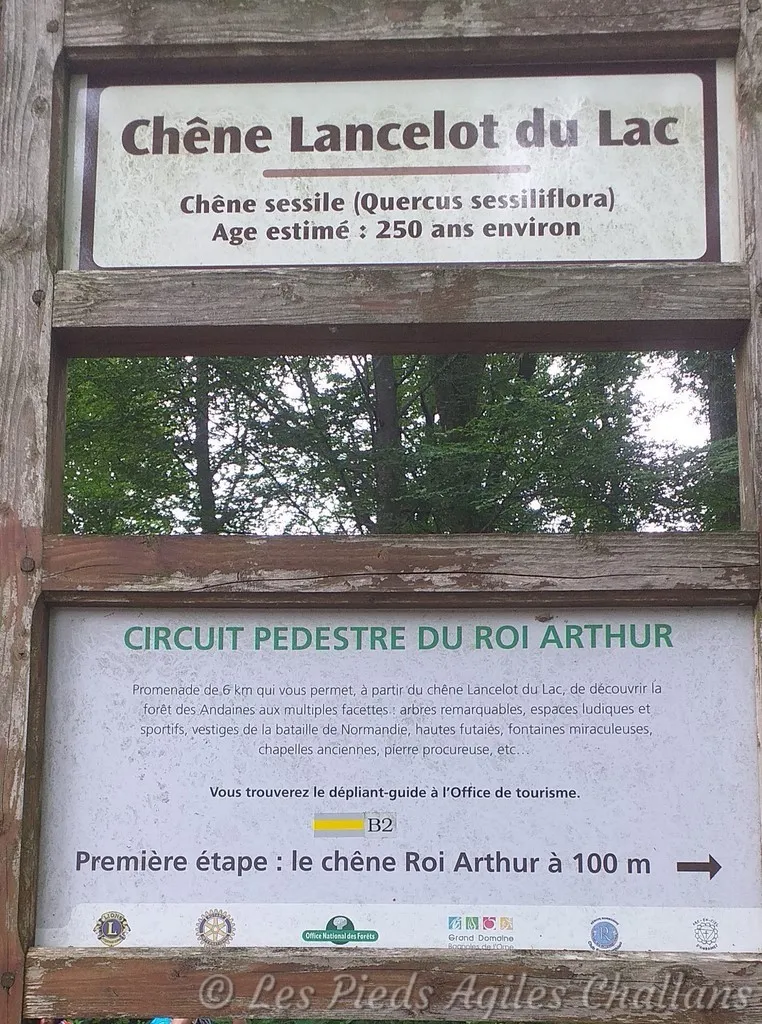 Chêne Lancelot du Lac
Chêne sessile (Quercus sessiliflora)
Age estimé : 250 ans environ
CIRCUIT PEDESTRE DU ROI ARTHUR
Promenade de 6 km qui vous permet, à partir du chêne Lancelot du Lac, de découvrir la
forêt des Andaines aux multiples facettes : arbres remarquables, espaces ludiques et
sportifs, vestiges de la bataille de Normandie, hautes futaies, fontaines miraculeuses,
chapelles anciennes, pierre procureuse, etc...
Vous trouverez le dépliant-guide à l'Office de tourisme.
B2
Première étape : le chêne Roi Arthur à 100 m
LIONS
L
Office National des Forêts
Grand Domaine
Bagnoles de l'Orne
R
© Les Pieds Agiles Challans